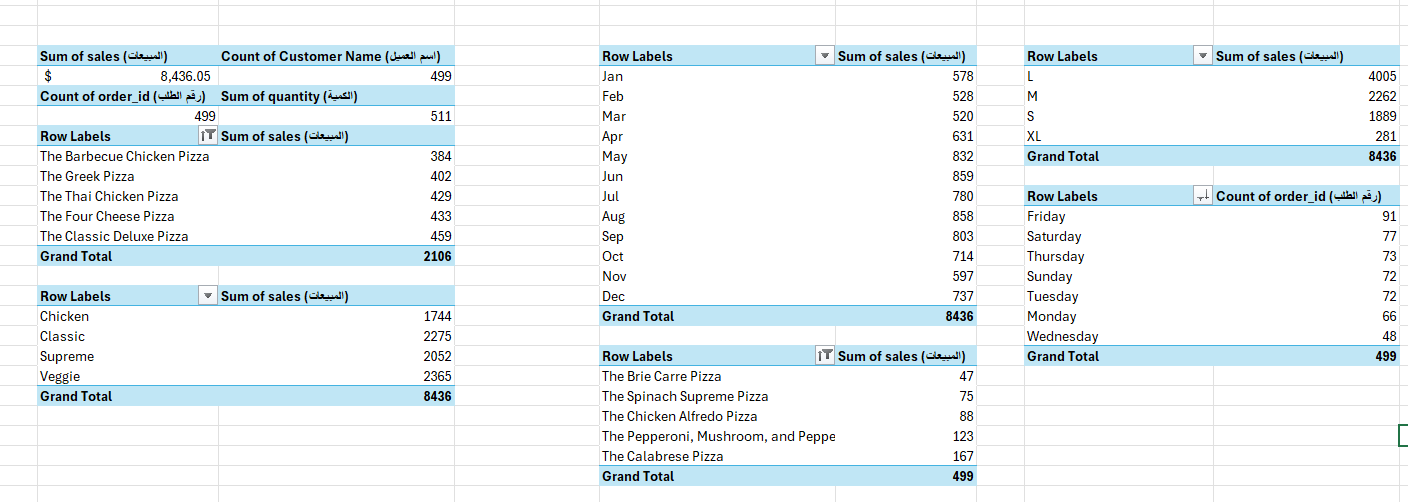 Sum of sales (المبيعات) Count of Customer Name (اسم العميل)
$ 8,436.05 499
Count of order_id (رقم الطلب) Sum of quantity (الكمية)
499 511
Row Labels Sum of sales (المبيعات)
The Barbecue Chicken Pizza 384
The Greek Pizza 402
The Thai Chicken Pizza 429
The Four Cheese Pizza 433
The Classic Deluxe Pizza 459
Grand Total 2106
Row Labels Sum of sales (المبيعات)
Chicken 1744
Classic 2275
Supreme 2052
Veggie 2365
Grand Total 8436
Row Labels Sum of sales (المبيعات)
Jan 578
Feb 528
Mar 520
Apr 631
May 832
Jun 859
Jul 780
Aug 858
Sep 803
Oct 714
Nov 597
Dec 737
Grand Total 8436
Row Labels Sum of sales (المبيعات)
The Brie Carre Pizza 47
The Spinach Supreme Pizza 75
The Chicken Alfredo Pizza 88
The Pepperoni, Mushroom, and Peppe 123
The Calabrese Pizza 167
Grand Total 499
Row Labels Sum of sales (المبيعات)
L 4005
M 2262
S 1889
XL 281
Grand Total 8436
Row Labels Count of order_id (رقم الطلب)
Friday 91
Saturday 77
Thursday 73
Sunday 72
Tuesday 72
Monday 66
Wednesday 48
Grand Total 499